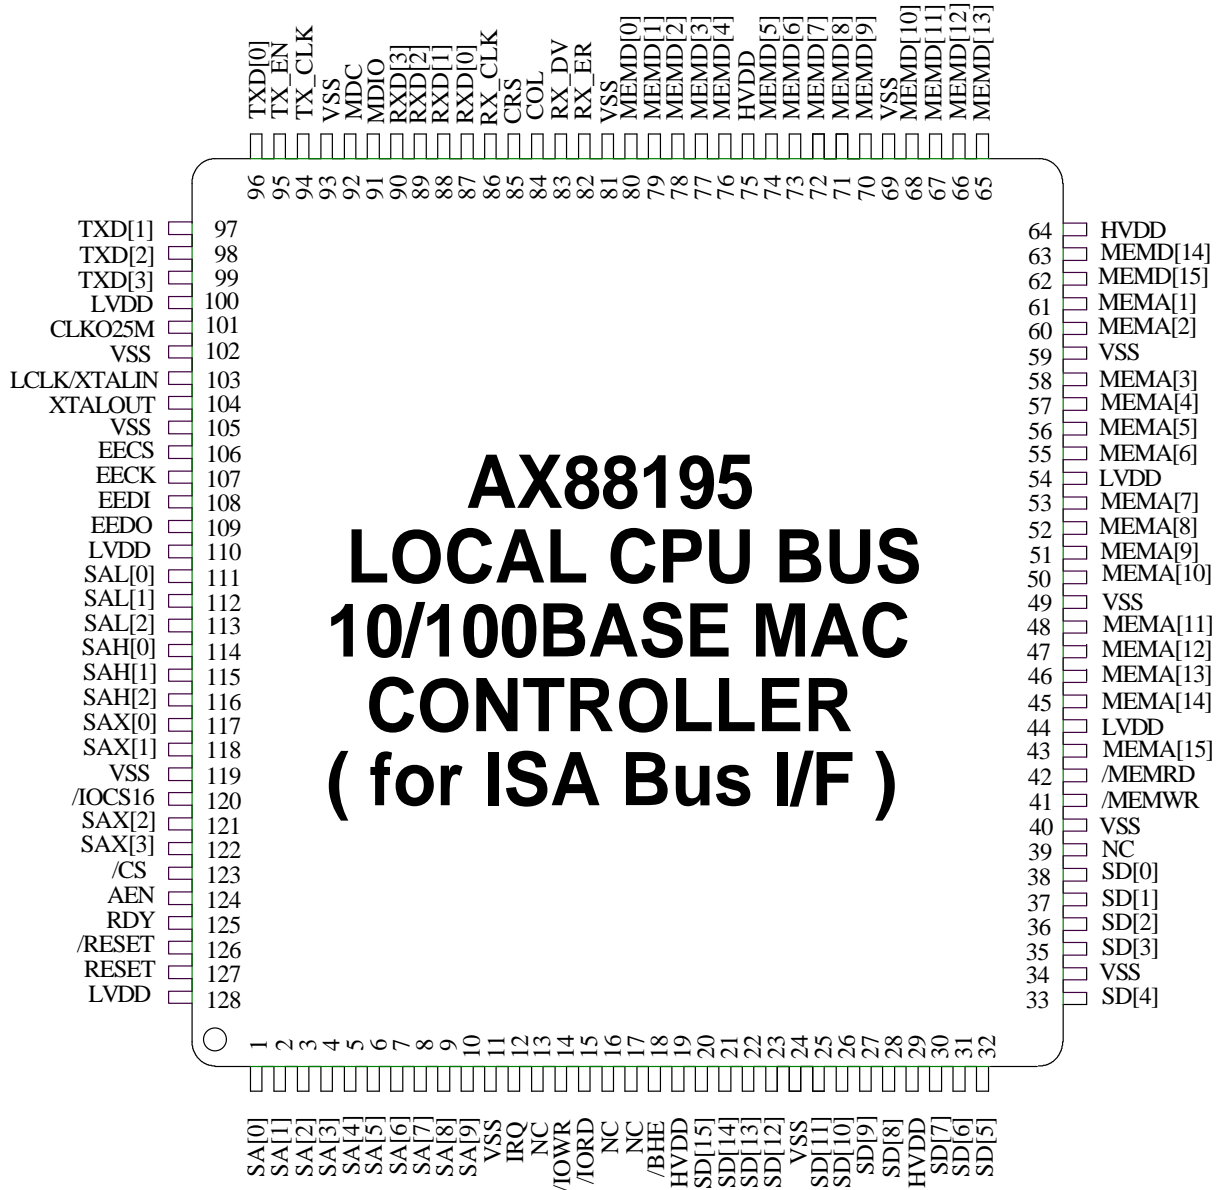 TXD[0] TX_EN TX_CLK VSS MDC MDIO RXD[3] RXD[2] RXD[1] RXD[0] RX_CLK CRS COL RX_DV RX_ER VSS MEMD[0] MEMD[1] MEMD[2] MEMD[3] MEMD[4] HVDD MEMD[5] MEMD[6] MEMD[7] MEMD[8] MEMD[9] VSS MEMD[10] MEMD[11] MEMD[12] MEMD[13]
96 95 94 93 92 91 90 89 88 87 86 85 84 83 82 81 80 79 78 77 76 75 74 73 72 71 70 69 68 67 66 65
TXD[1] 97
TXD[2] 98
TXD[3] 99
LVDD 100
CLKO25M 101
VSS 102
LCLK/XTALIN 103
XTALOUT 104
VSS 105
EECS 106
EECK 107
EEDI 108
EEDO 109
LVDD 110
SAL[0] 111
SAL[1] 112
SAL[2] 113
SAH[0] 114
SAH[1] 115
SAH[2] 116
SAX[0] 117
SAX[1] 118
VSS 119
/IOCS16 120
SAX[2] 121
SAX[3] 122
/CS 123
AEN 124
RDY 125
/RESET 126
RESET 127
LVDD 128
AX88195
LOCAL CPU BUS
10/100BASE MAC
CONTROLLER
( for ISA Bus I/F )
64 HVDD
63 MEMD[14]
62 MEMD[15]
61 MEMA[1]
60 MEMA[2]
59 VSS
58 MEMA[3]
57 MEMA[4]
56 MEMA[5]
55 MEMA[6]
54 LVDD
53 MEMA[7]
52 MEMA[8]
51 MEMA[9]
50 MEMA[10]
49 VSS
48 MEMA[11]
47 MEMA[12]
46 MEMA[13]
45 MEMA[14]
44 LVDD
43 MEMA[15]
42 /MEMRD
41 /MEMWR
40 VSS
39 NC
38 SD[0]
37 SD[1]
36 SD[2]
35 SD[3]
34 VSS
33 SD[4]
1 2 3 4 5 6 7 8 9 10 11 12 13 14 15 16 17 18 19 20 21 22 23 24 25 26 27 28 29 30 31 32
SA[0] SA[1] SA[2] SA[3] SA[4] SA[5] SA[6] SA[7] SA[8] SA[9] VSS IRQ NC /IOWR /IORD NC NC /BHE HVDD SD[15] SD[14] SD[13] SD[12] VSS SD[11] SD[10] SD[9] SD[8] HVDD SD[7] SD[6] SD[5]